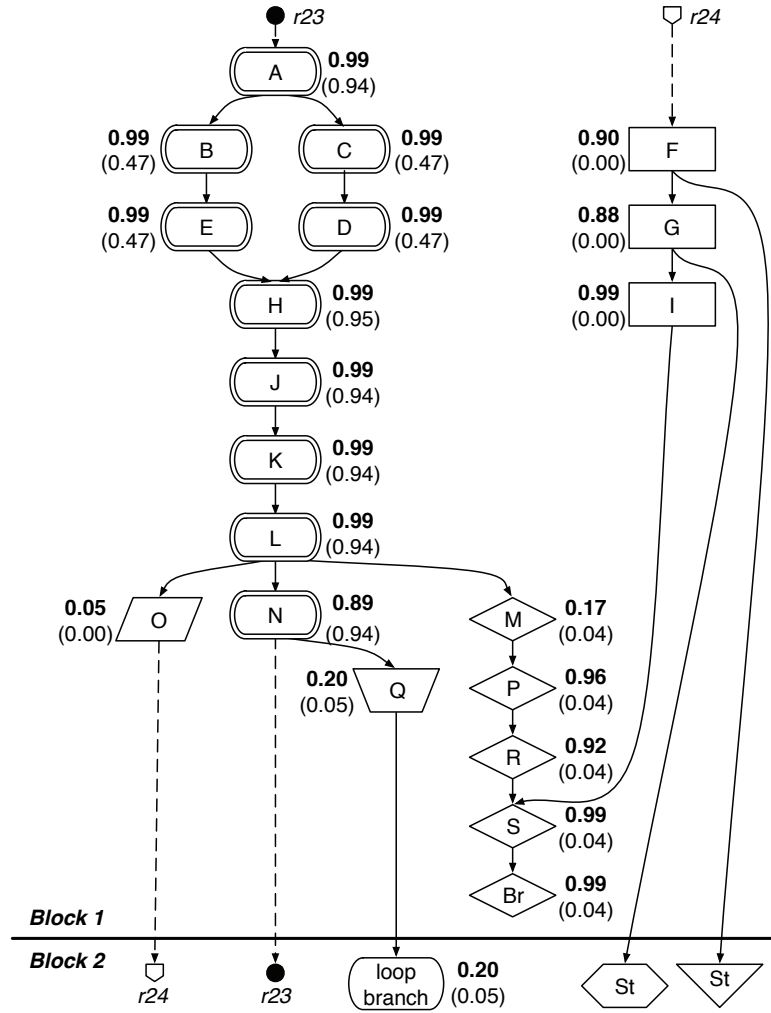 r23 r24
A 0.99
(0.94)
0.99 B C 0.99 0.90 F
(0.47) (0.47) (0.00)
0.99 E D 0.99 0.88 G
(0.47) (0.47) (0.00)
H 0.99 0.99 I
(0.95) (0.00)
J 0.99
(0.94)
K 0.99
(0.94)
L 0.99
(0.94)
0.05 O N 0.89 M 0.17
(0.00) (0.94) (0.04)
0.20 Q P 0.96
(0.05) (0.04)
R 0.92
(0.04)
S 0.99
(0.04)
Br 0.99
(0.04)
Block 1
Block 2
r24 r23 loop 0.20 St St
branch (0.05)